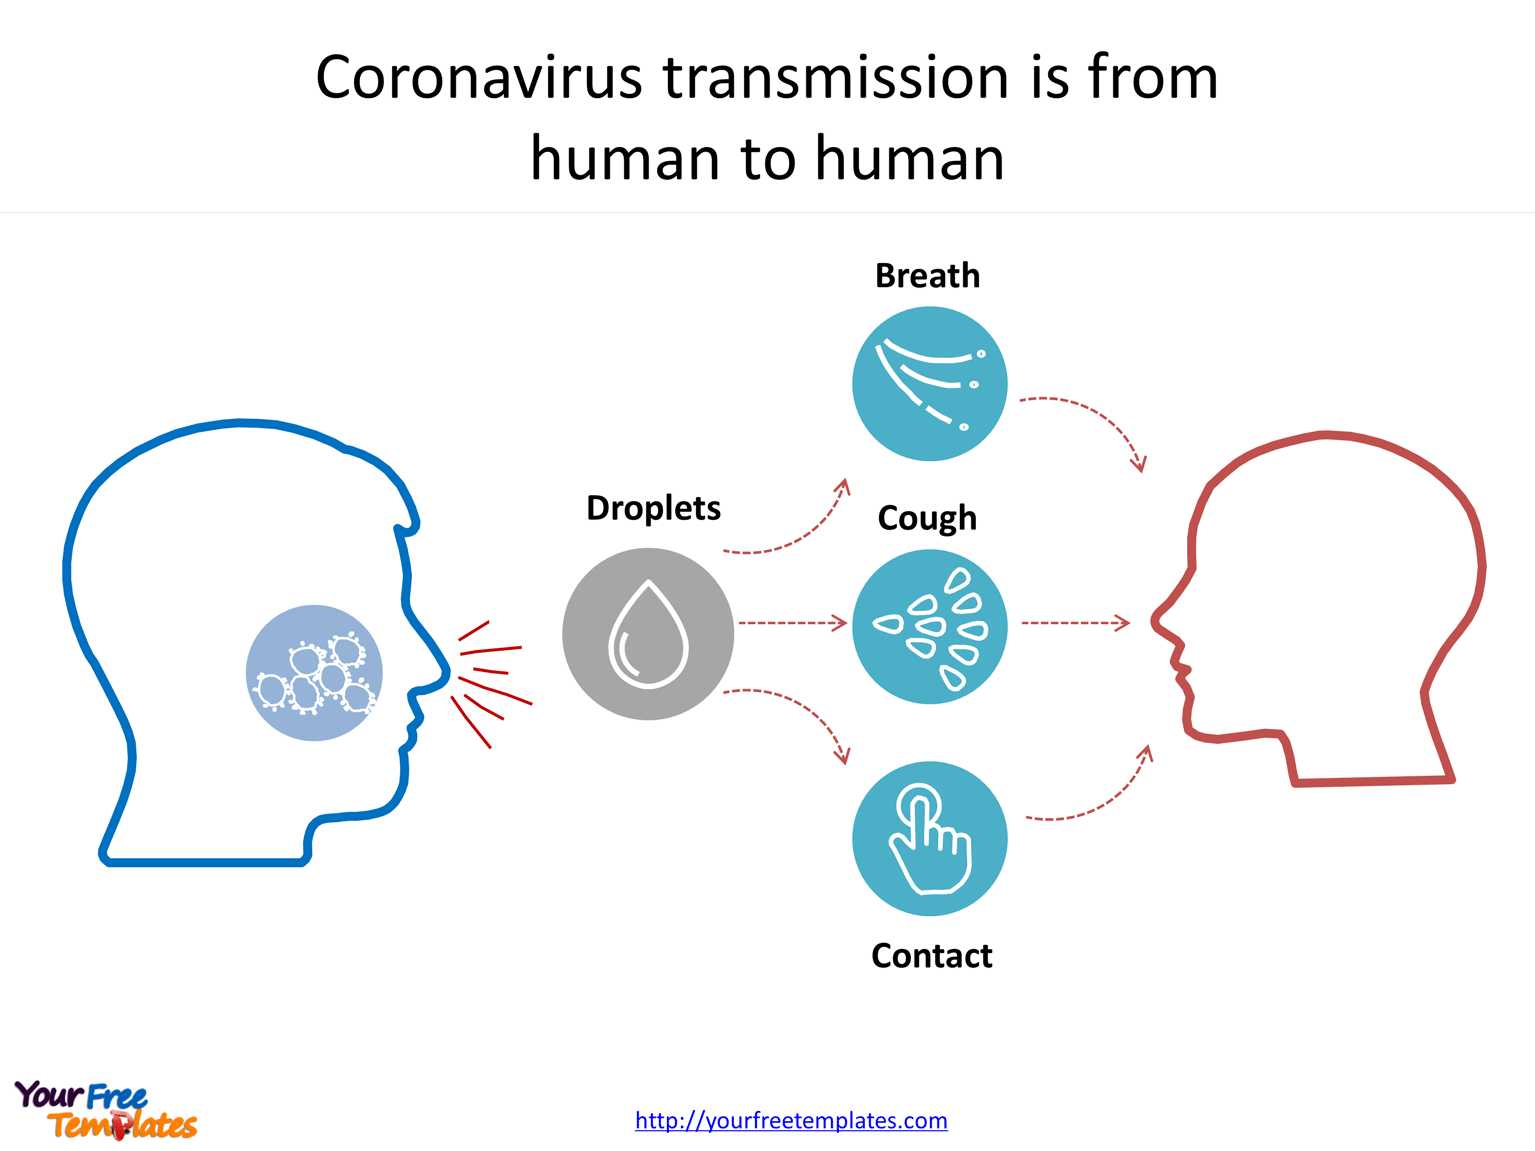 Coronavirus transmission is from
human to human
Breath
Droplets
Cough
Contact
Your Free
Templates
http://yourfreetemplates.com